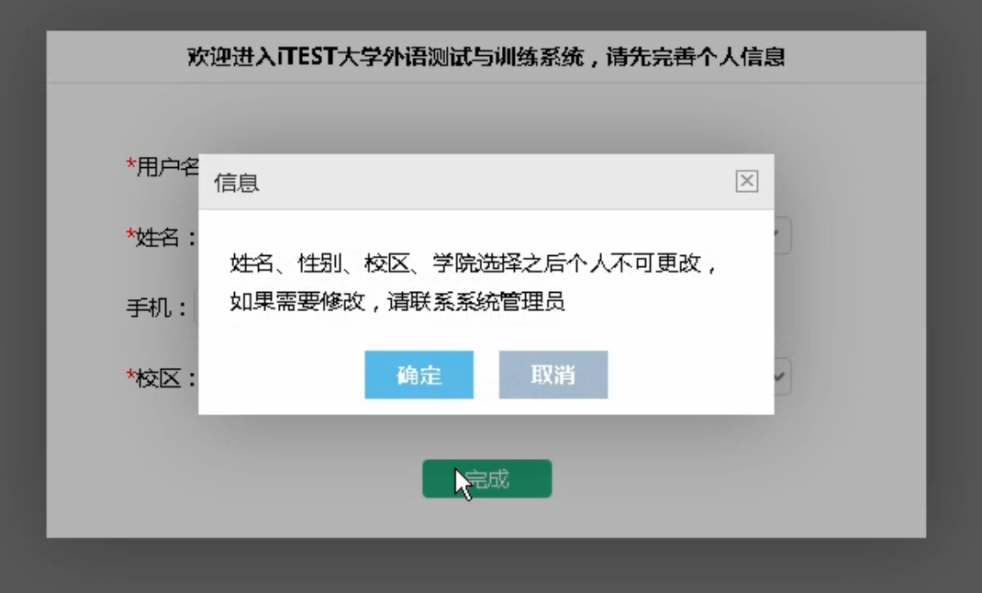 欢迎进入iTEST大学外语测试与训练系统，请先完善个人信息
*用户名
信息
*姓名：
姓名、性别、校区、学院选择之后个人不可更改，
如果需要修改，请联系系统管理员
手机：
*校区：
确定
取消
完成